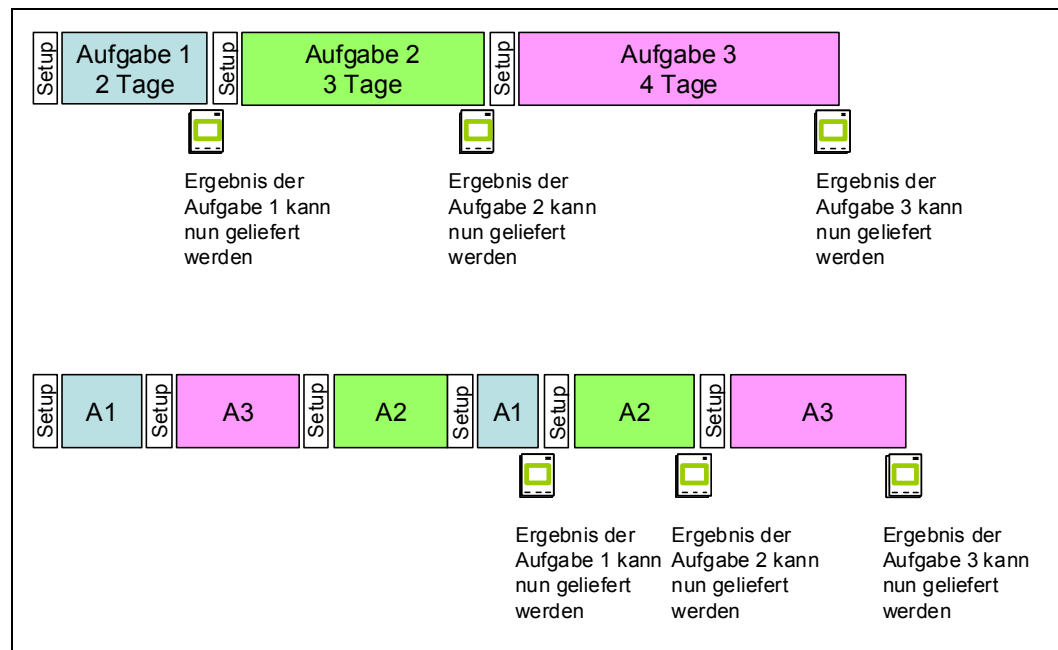 Setup
Aufgabe 1
2 Tage
Setup
Aufgabe 2
3 Tage
Setup
Aufgabe 3
4 Tage
Ergebnis der
Aufgabe 1 kann
nun geliefert
werden
Ergebnis der
Aufgabe 2 kann
nun geliefert
werden
Ergebnis der
Aufgabe 3 kann
nun geliefert
werden
Setup
A1
Setup
A3
Setup
A2
Setup
A1
Setup
A2
Setup
A3
Ergebnis der
Aufgabe 1 kann
nun geliefert
werden
Ergebnis der
Aufgabe 2 kann
nun geliefert
werden
Ergebnis der
Aufgabe 3 kann
nun geliefert
werden